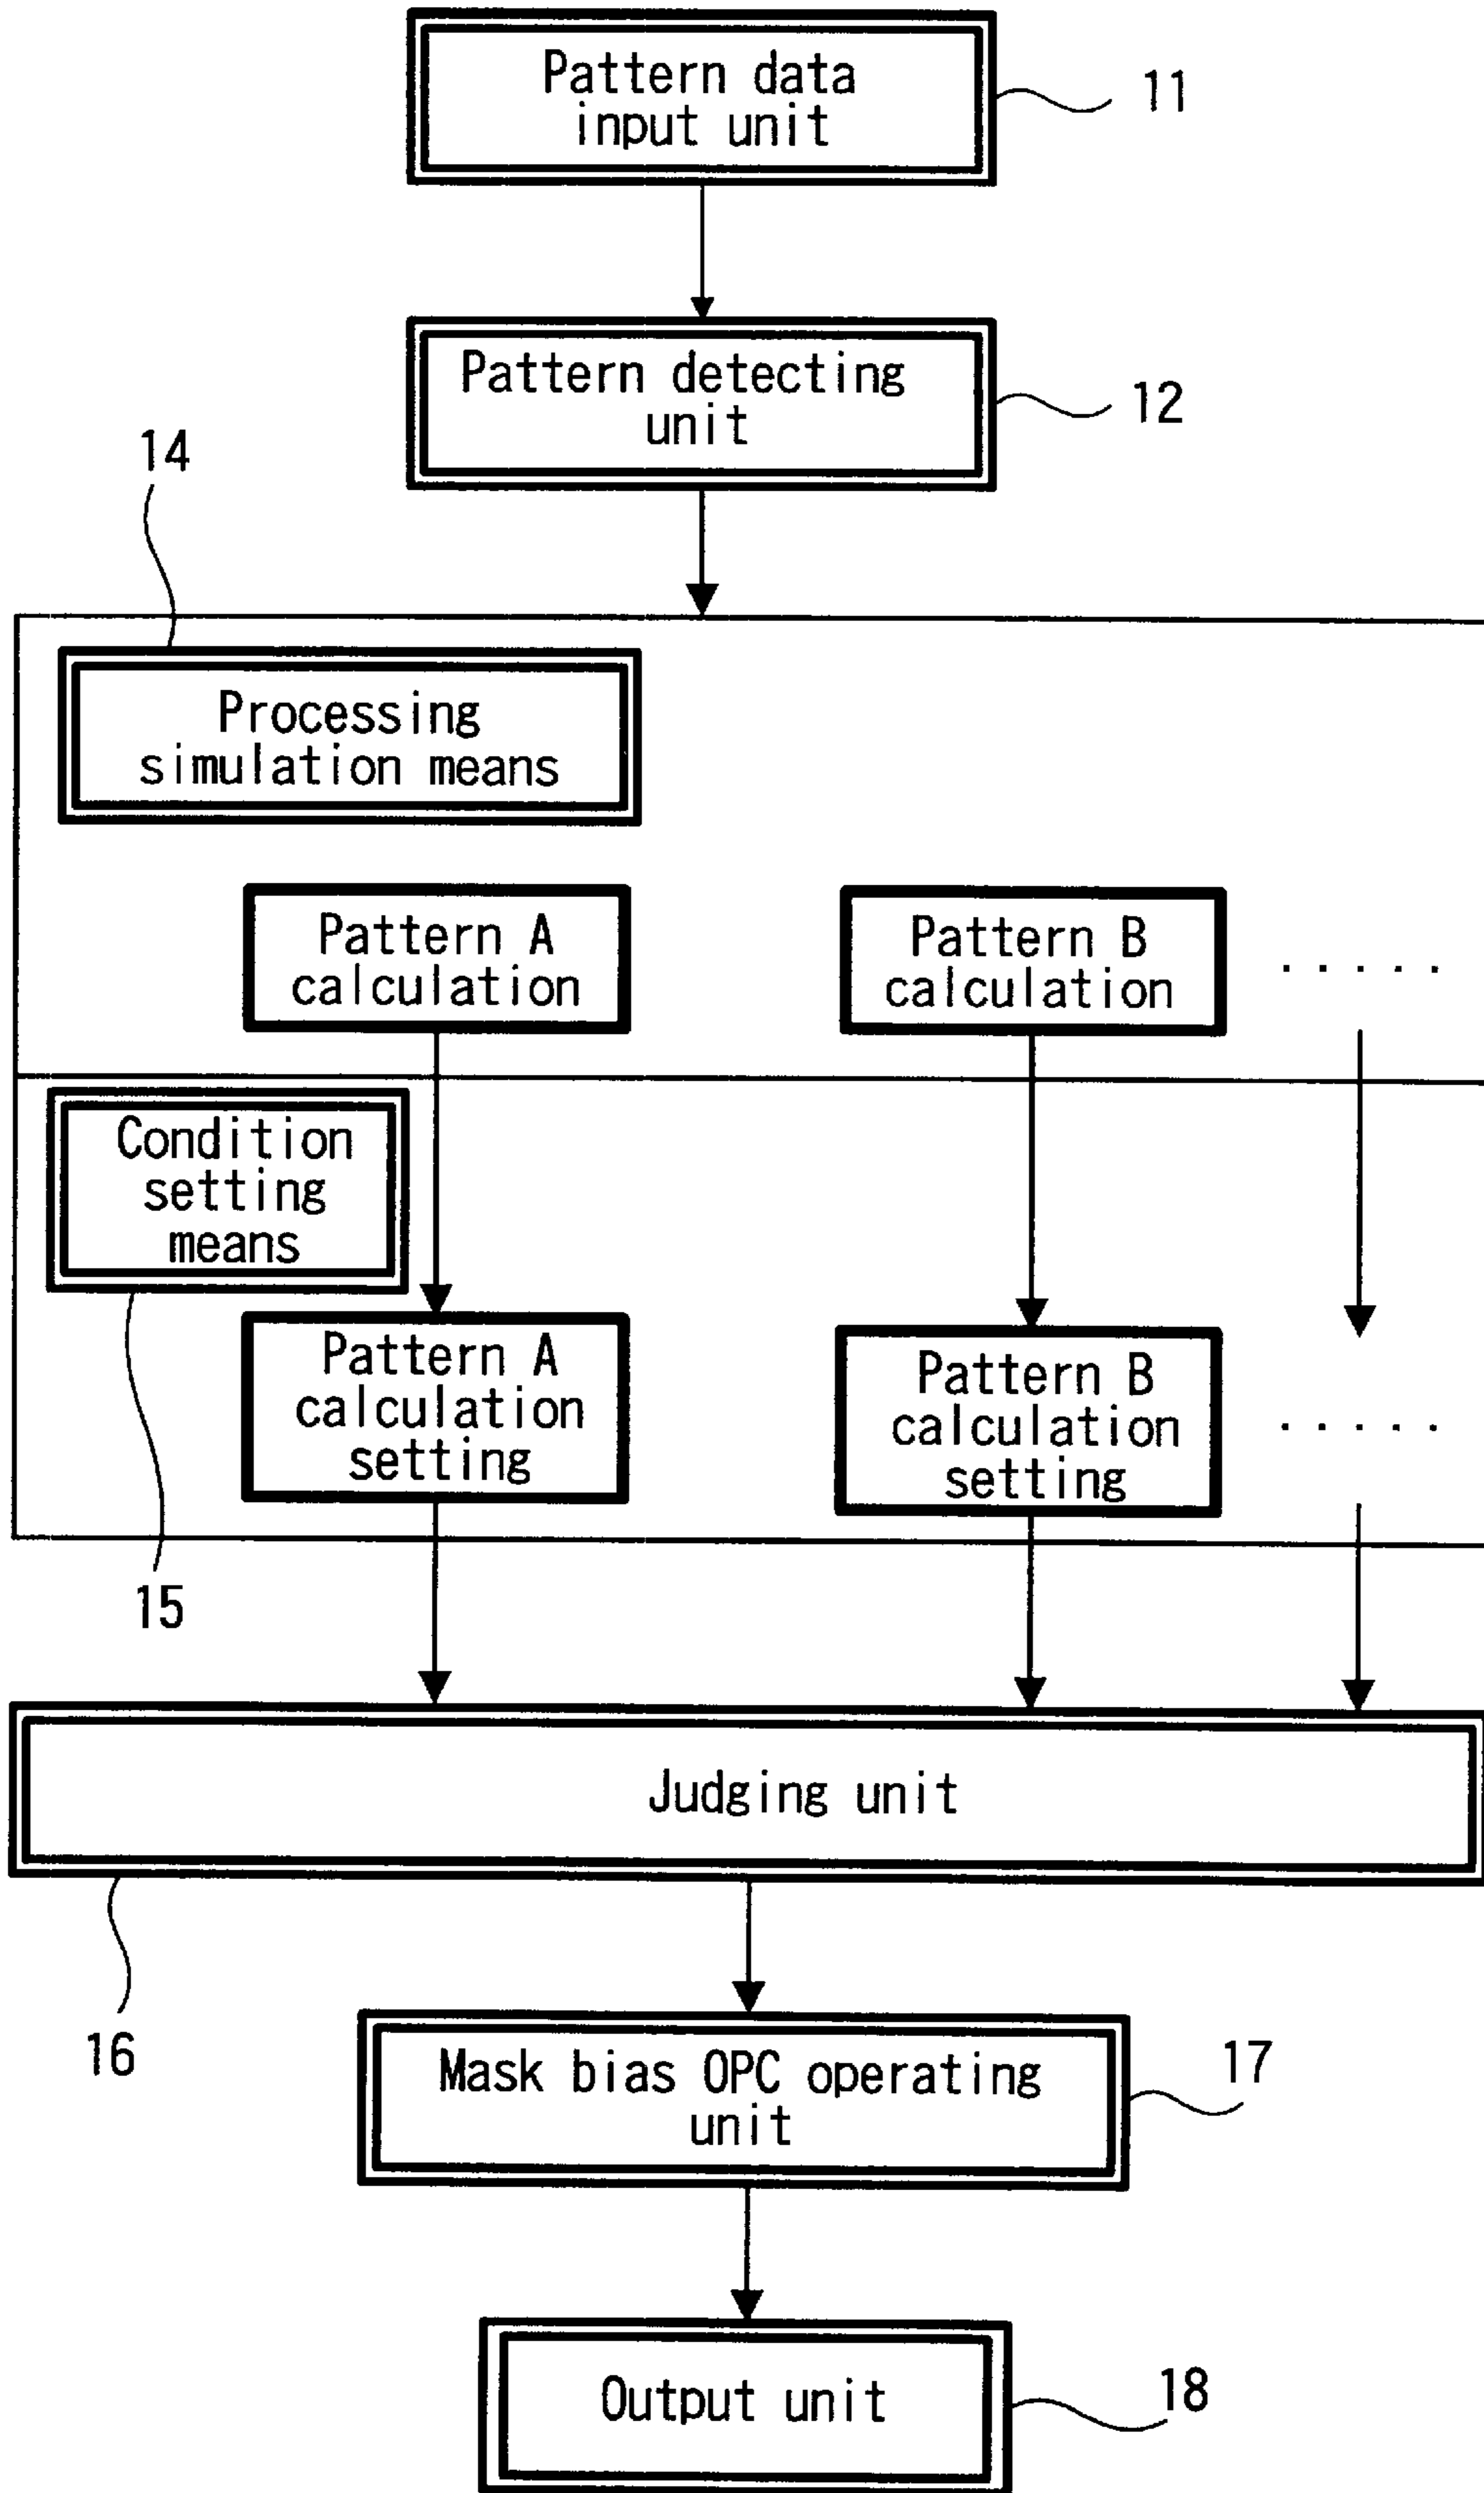 Pattern data
input unit
11
Pattern detecting
unit
12
14
Processing
simulation means
Pattern A
calculation
Pattern B
calculation
.....
Condition
setting
means
Pattern A
calculation
setting
Pattern B
calculation
setting
.....
15
Judging unit
16
Mask bias OPC operating
unit
17
Output unit
18